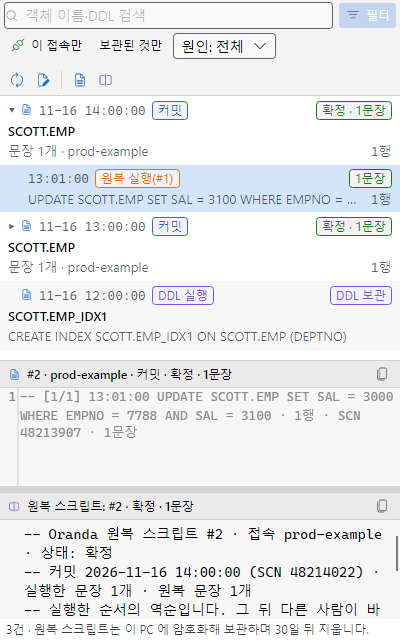 객체 이름·DDL 검색
필터
이 접속만 보관된 것만 원인: 전체
11-16 14:00:00 커밋 확정 · 1문장
SCOTT.EMP
문장 1개 · prod-example 1행
13:01:00 원복 실행(#1) 1문장
UPDATE SCOTT.EMP SET SAL = 3100 WHERE EMPNO = ... 1행
11-16 13:00:00 커밋 확정 · 1문장
SCOTT.EMP
문장 1개 · prod-example 1행
11-16 12:00:00 DDL 실행 DDL 보관
SCOTT.EMP_IDX1
CREATE INDEX SCOTT.EMP_IDX1 ON SCOTT.EMP (DEPTNO)
#2 · prod-example · 커밋 · 확정 · 1문장
1 -- [1/1] 13:01:00 UPDATE SCOTT.EMP SET SAL = 3000
WHERE EMPNO = 7788 AND SAL = 3100 · 1행 · SCN
48213907 · 1문장
원복 스크립트: #2 · 확정 · 1문장
-- Oranda 원복 스크립트 #2 · 접속 prod-example
· 상태: 확정
-- 커밋 2026-11-16 14:00:00 (SCN 48214022) ·
실행한 문장 1개 · 원복 문장 1개
-- 실행한 순서의 역순입니다. 그 뒤 다른 사람이 바
3건 · 원복 스크립트는 이 PC 에 암호화해 보관하며 30일 뒤 지웁니다.